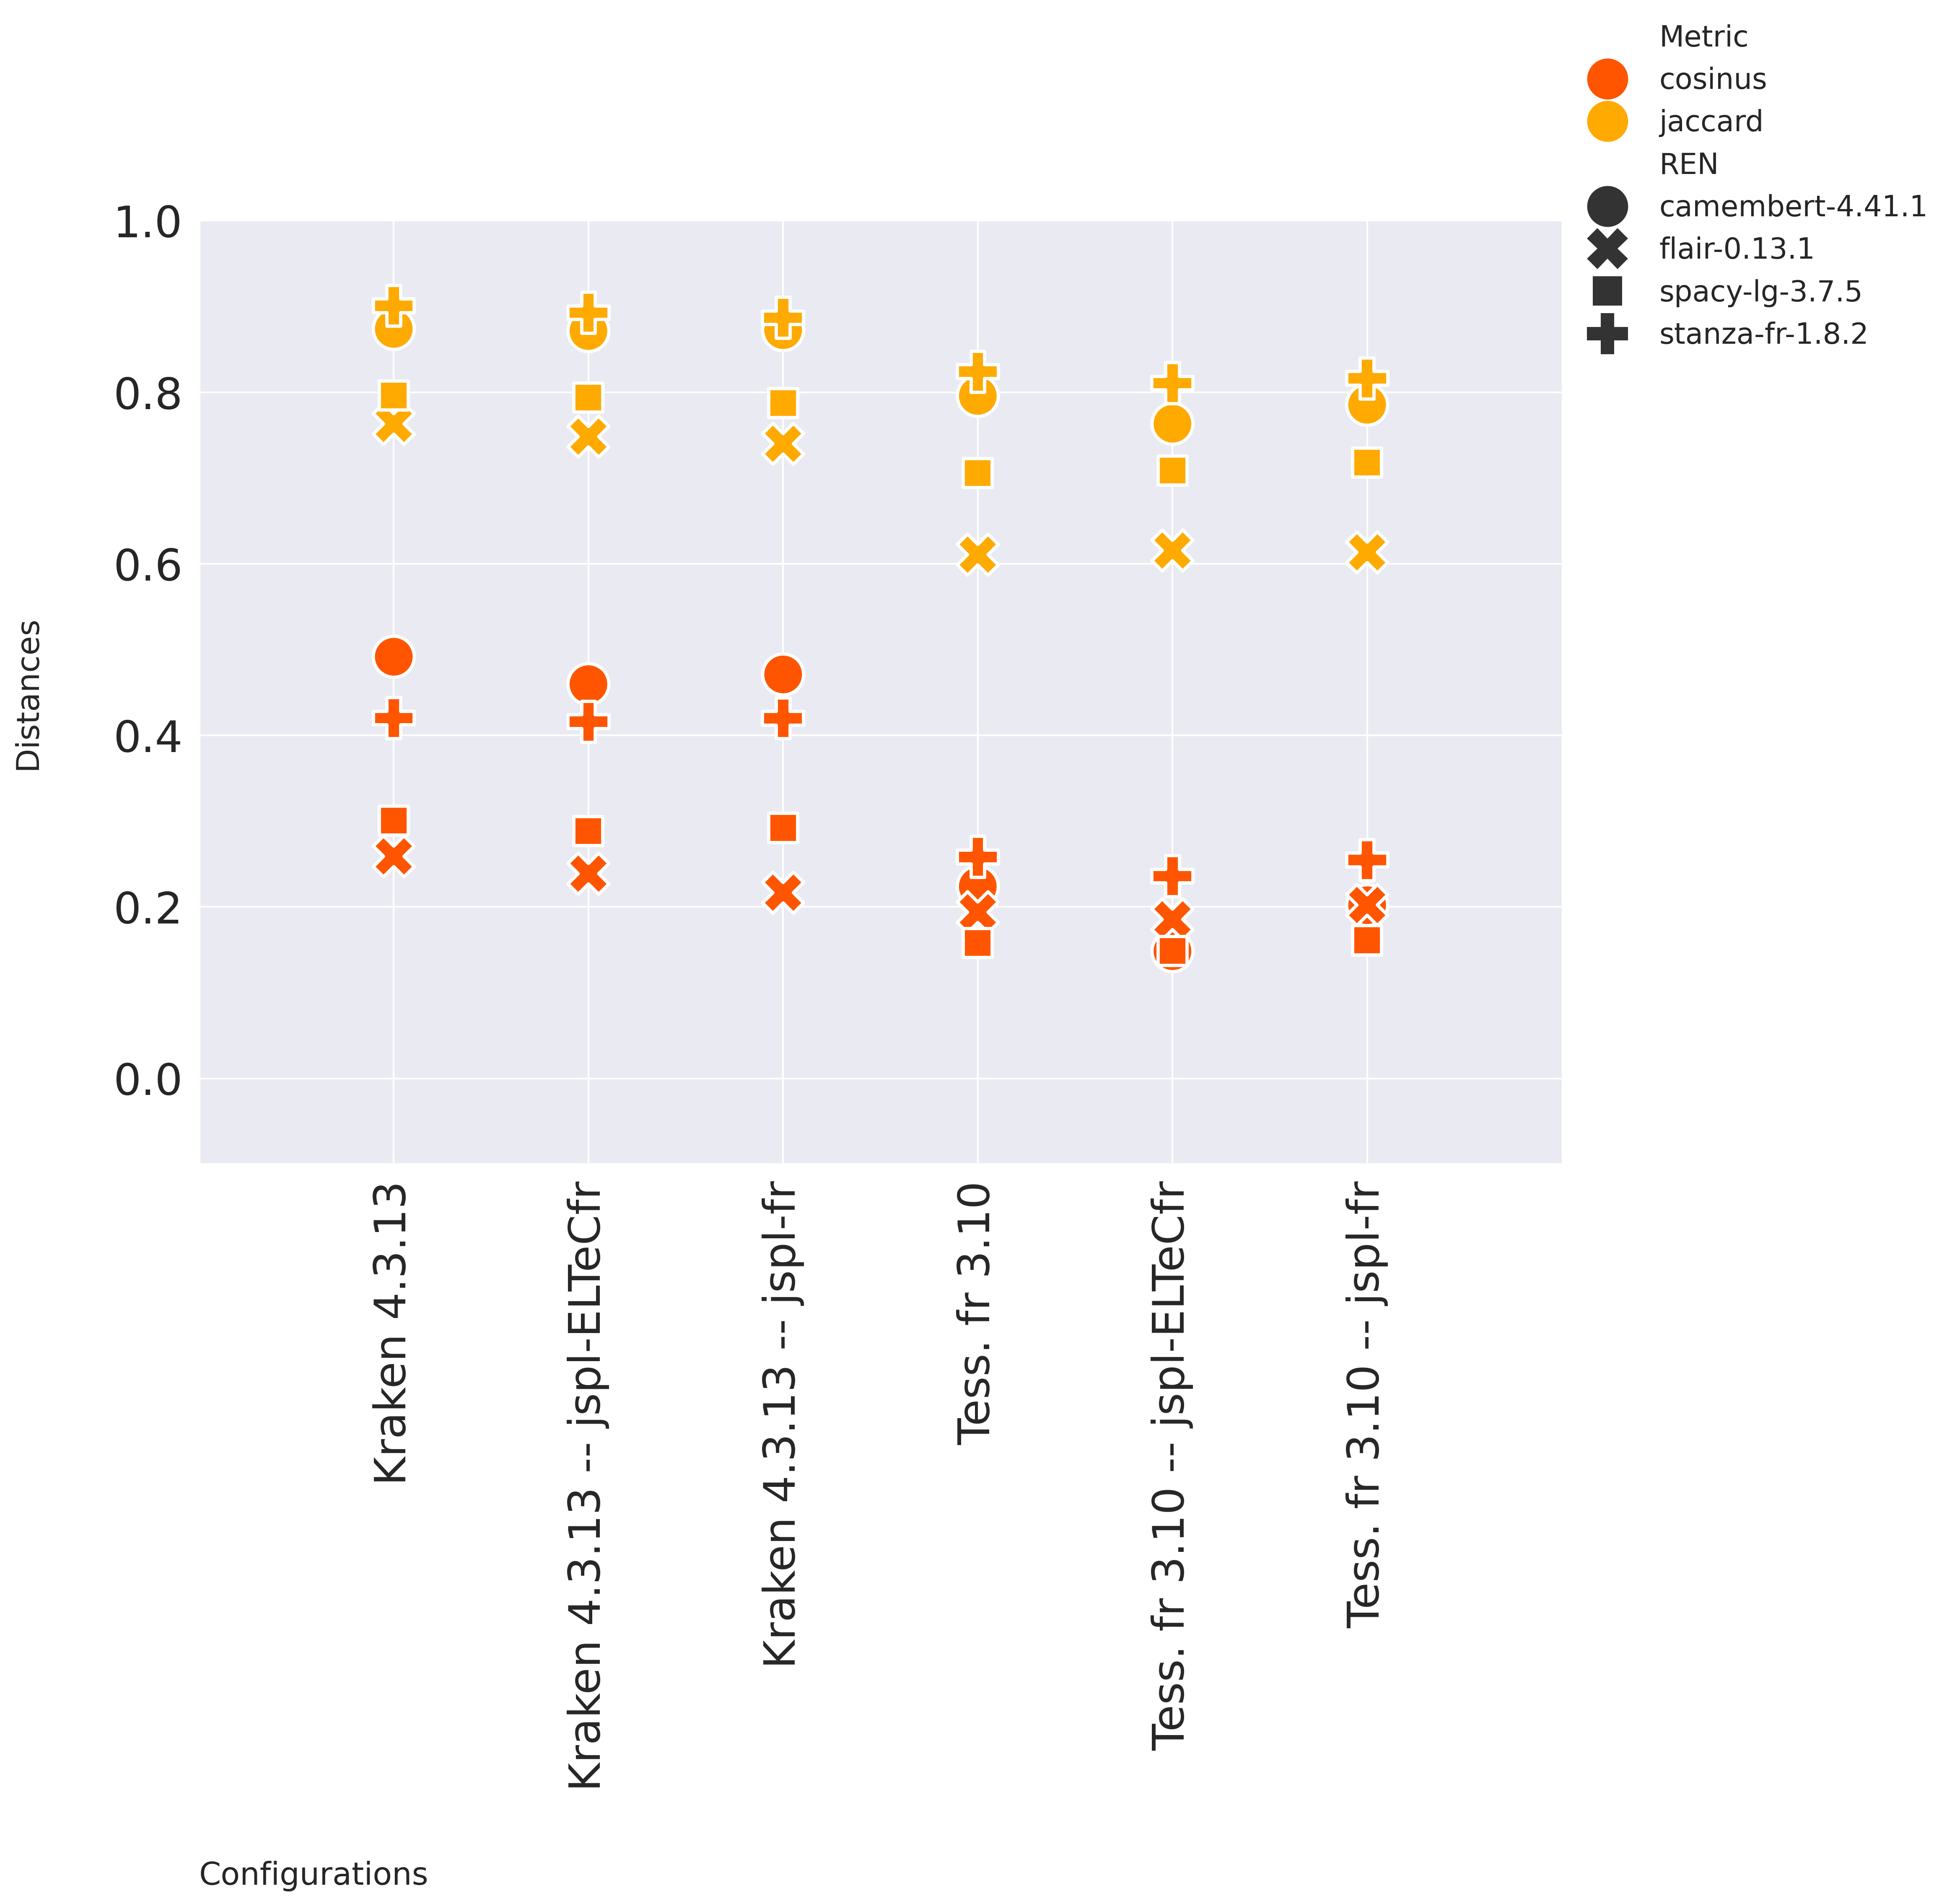 Metric
cosinus
jaccard
REN
camembert-4.41.1
flair-0.13.1
spacy-lg-3.7.5
stanza-fr-1.8.2
1.0
0.8
0.6
0.4
0.2
0.0
Distances
Kraken 4.3.13
Kraken 4.3.13 -- jspl-ELTeCfr
Kraken 4.3.13 -- jspl-fr
Tess. fr 3.10
Tess. fr 3.10 -- jspl-ELTeCfr
Tess. fr 3.10 -- jspl-fr
Configurations